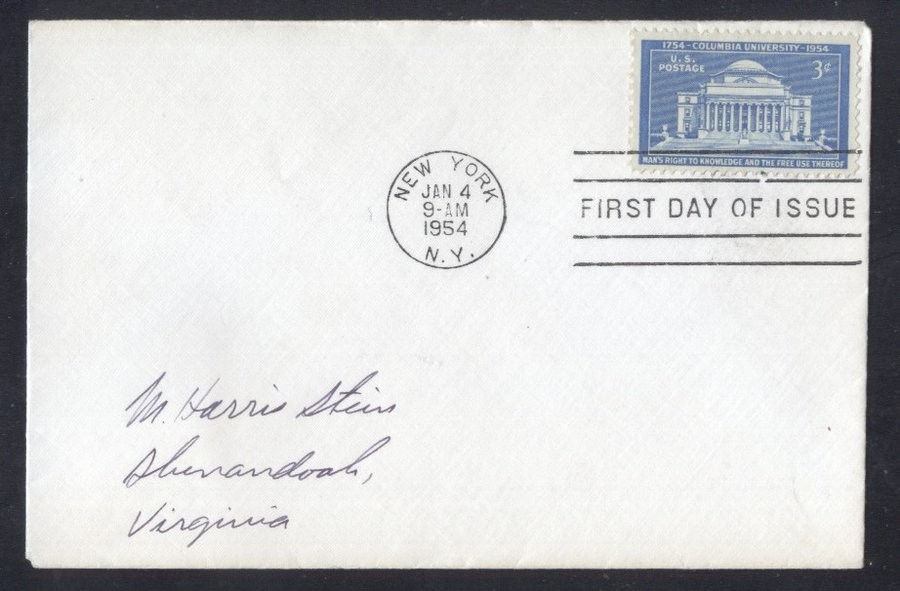 1754-COLUMBIA UNIVERSITY-1954
U.S.
POSTAGE
3¢
MAN'S RIGHT TO KNOWLEDGE AND THE FREE USE THEREOF
NEW YORK
JAN 4
9-AM
1954
N.Y.
FIRST DAY OF ISSUE
M. Harris Stein
Shenandoah,
Virginia